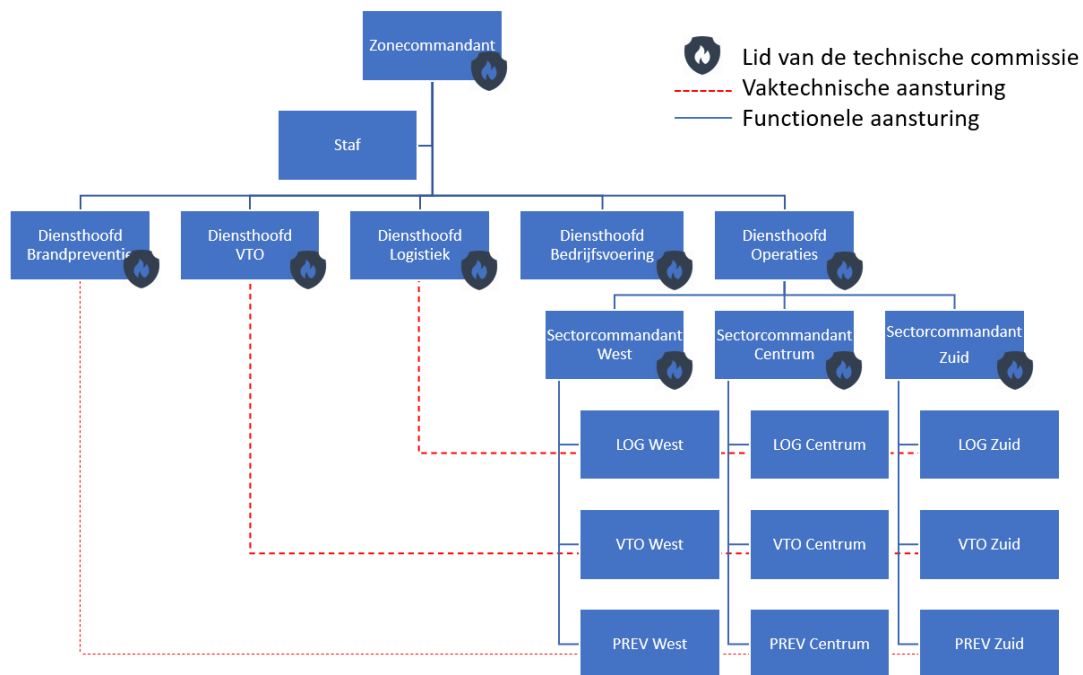 Zonecommandant
Lid van de technische commissie
Vaktechnische aansturing
Functionele aansturing
Staf
Diensthoofd
Brandpreventie
Diensthoofd
VTO
Diensthoofd
Logistiek
Diensthoofd
Bedrijfsvoering
Diensthoofd
Operaties
Sectorcommandant
West
Sectorcommandant
Centrum
Sectorcommandant
Zuid
LOG West
LOG Centrum
LOG Zuid
VTO West
VTO Centrum
VTO Zuid
PREV West
PREV Centrum
PREV Zuid